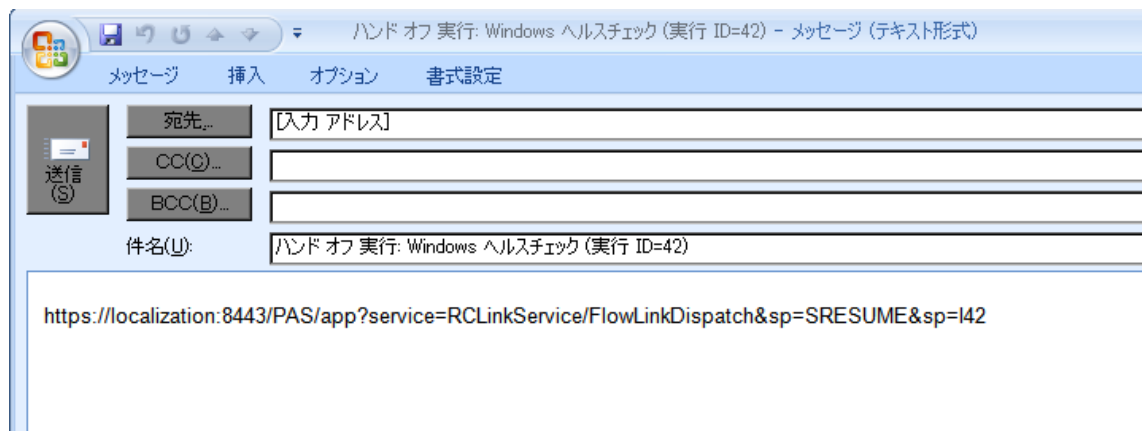 ハンド オフ 実行: Windows ヘルスチェック (実行 ID=42) - メッセージ (テキスト形式)
メッセージ 挿入 オプション 書式設定
宛先... [入力 アドレス]
送信(S)
CC(C)...
BCC(B)...
件名(U): ハンド オフ 実行: Windows ヘルスチェック (実行 ID=42)
https://localization:8443/PAS/app?service=RCLinkService/FlowLinkDispatch&sp=SRESUME&sp=l42